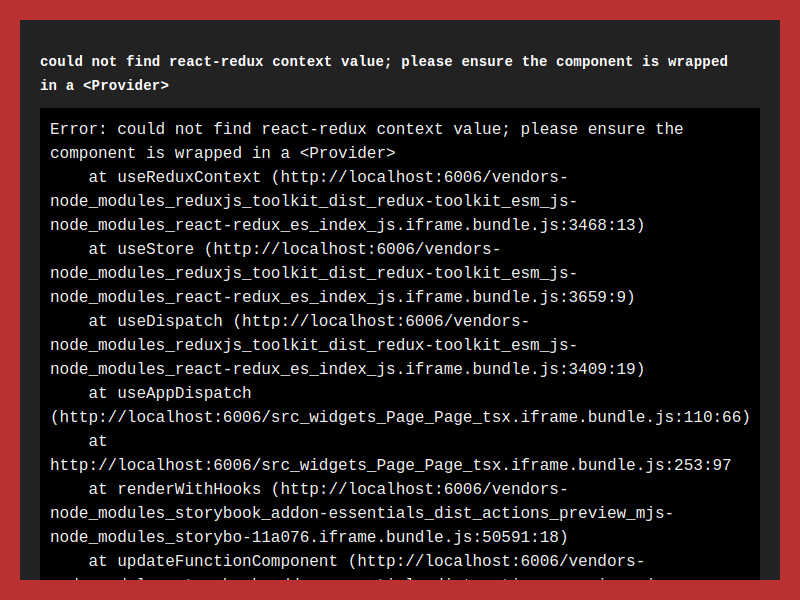 could not find react-redux context value; please ensure the component is wrapped
in a <Provider>
Error: could not find react-redux context value; please ensure the
component is wrapped in a <Provider>
    at useReduxContext (http://localhost:6006/vendors-
node_modules_reduxjs_toolkit_dist_redux-toolkit_esm_js-
node_modules_react-redux_es_index_js.iframe.bundle.js:3468:13)
    at useStore (http://localhost:6006/vendors-
node_modules_reduxjs_toolkit_dist_redux-toolkit_esm_js-
node_modules_react-redux_es_index_js.iframe.bundle.js:3659:9)
    at useDispatch (http://localhost:6006/vendors-
node_modules_reduxjs_toolkit_dist_redux-toolkit_esm_js-
node_modules_react-redux_es_index_js.iframe.bundle.js:3409:19)
    at useAppDispatch
(http://localhost:6006/src_widgets_Page_Page_tsx.iframe.bundle.js:110:66)
    at
http://localhost:6006/src_widgets_Page_Page_tsx.iframe.bundle.js:253:97
    at renderWithHooks (http://localhost:6006/vendors-
node_modules_storybook_addon-essentials_dist_actions_preview_mjs-
node_modules_storybo-11a076.iframe.bundle.js:50591:18)
    at updateFunctionComponent (http://localhost:6006/vendors-